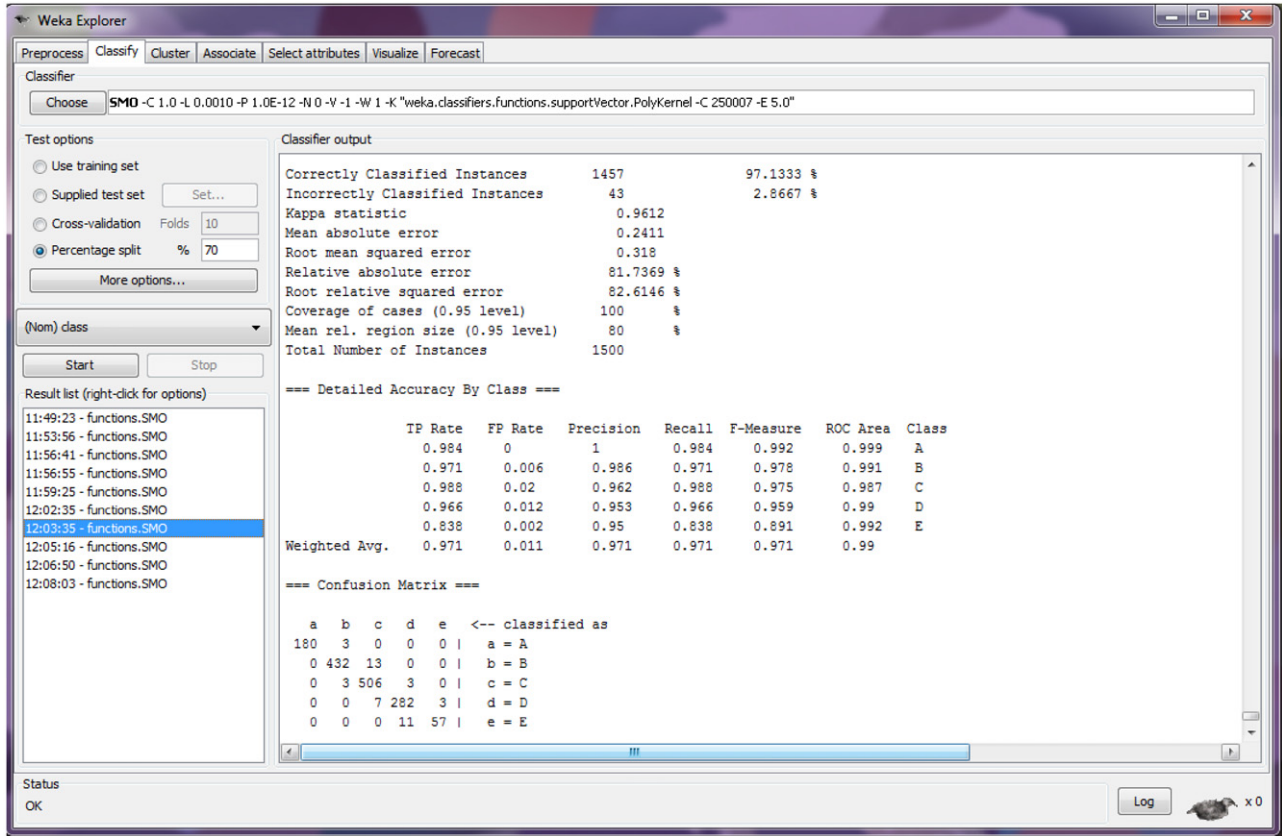 Weka Explorer
Preprocess Classify Cluster Associate Select attributes Visualize Forecast
Classifier
Choose SMO -C 1.0 -L 0.0010 -P 1.0E-12 -N 0 -V -1 -W 1 -K "weka.classifiers.functions.supportVector.PolyKernel -C 250007 -E 5.0"
Test options
Use training set
Supplied test set Set...
Cross-validation Folds 10
Percentage split % 70
More options...
(Nom) class
Start Stop
Result list (right-click for options)
11:49:23 - functions.SMO
11:53:56 - functions.SMO
11:56:41 - functions.SMO
11:56:55 - functions.SMO
11:59:25 - functions.SMO
12:02:35 - functions.SMO
12:03:35 - functions.SMO
12:05:16 - functions.SMO
12:06:50 - functions.SMO
12:08:03 - functions.SMO
Classifier output
Correctly Classified Instances 1457 97.1333 %
Incorrectly Classified Instances 43 2.8667 %
Kappa statistic 0.9612
Mean absolute error 0.2411
Root mean squared error 0.318
Relative absolute error 81.7369 %
Root relative squared error 82.6146 %
Coverage of cases (0.95 level) 100 %
Mean rel. region size (0.95 level) 80 %
Total Number of Instances 1500
=== Detailed Accuracy By Class ===
TP Rate FP Rate Precision Recall F-Measure ROC Area Class
0.984 0 1 0.984 0.992 0.999 A
0.971 0.006 0.986 0.971 0.978 0.991 B
0.988 0.02 0.962 0.988 0.975 0.987 C
0.966 0.012 0.953 0.966 0.959 0.99 D
0.838 0.002 0.95 0.838 0.891 0.992 E
Weighted Avg. 0.971 0.011 0.971 0.971 0.971 0.99
=== Confusion Matrix ===
a b c d e <-- classified as
180 3 0 0 0 | a = A
0 432 13 0 0 | b = B
0 3 506 3 0 | c = C
0 0 7 282 3 | d = D
0 0 0 11 57 | e = E
Status
OK
Log x 0